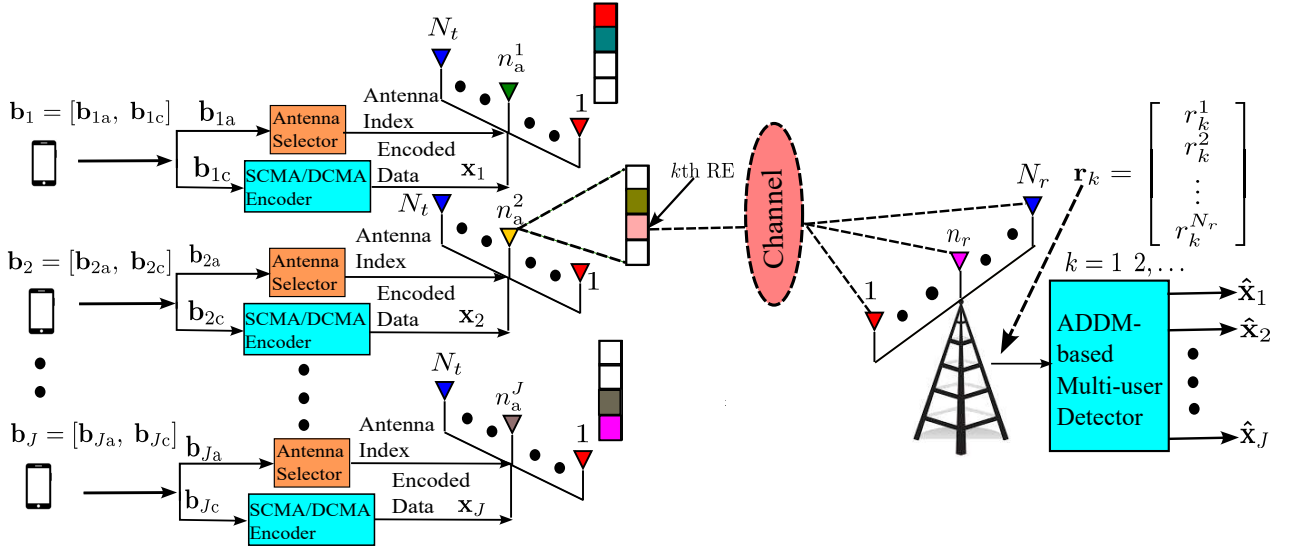 N_t
n_a^1
1
b_1 = [b_1a, b_1c]
b_1a
Antenna
Selector
Antenna
Index
b_1c
SCMA/DCMA
Encoder
Encoded
Data x_1
N_t
n_a^2
1
kth RE
b_2 = [b_2a, b_2c]
b_2a
Antenna
Selector
Antenna
Index
b_2c
SCMA/DCMA
Encoder
Encoded
Data x_2
N_t
n_a^J
1
b_J = [b_Ja, b_Jc]
b_Ja
Antenna
Selector
Antenna
Index
b_Jc
SCMA/DCMA
Encoder
Encoded
Data x_J
Channel
N_r
n_r
1
r_k =
r_k^1
r_k^2
⋮
r_k^{N_r}
k = 1 2, …
ADDM-
based
Multi-user
Detector
x̂_1
x̂_2
x̂_J